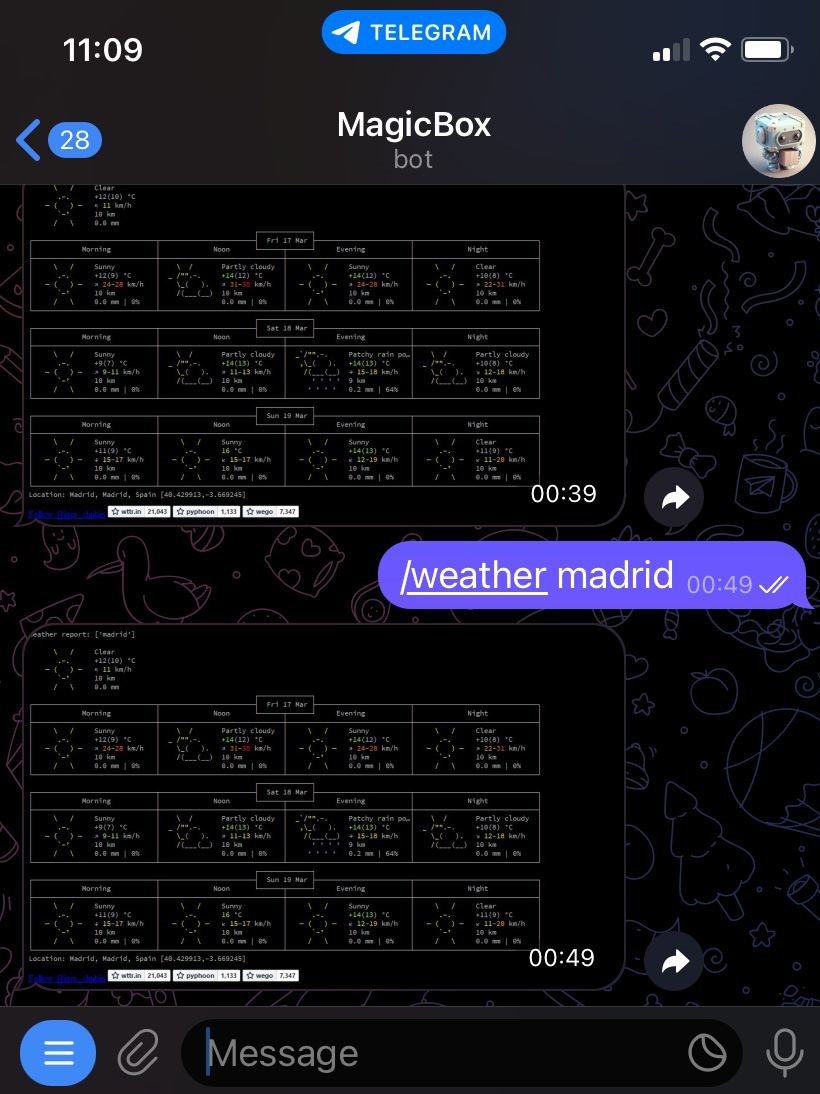 11:09
TELEGRAM
28
MagicBox
bot
Clear
+12(10) °C
11 km/h
10 km
0.0 mm
Fri 17 Mar
Morning Noon Evening Night
Sunny Partly cloudy Sunny Clear
+12(9) °C +14(12) °C +14(12) °C +10(8) °C
24-28 km/h 31-35 km/h 24-28 km/h 22-31 km/h
10 km 10 km 10 km 10 km
0.0 mm | 0% 0.0 mm | 0% 0.0 mm | 0% 0.0 mm | 0%
Sat 18 Mar
Morning Noon Evening Night
Sunny Partly cloudy Patchy rain po… Partly cloudy
+9(7) °C +14(13) °C +14(13) °C +10(8) °C
9-11 km/h 11-13 km/h 15-18 km/h 12-18 km/h
10 km 10 km 9 km 10 km
0.0 mm | 0% 0.0 mm | 0% 0.2 mm | 64% 0.0 mm | 0%
Sun 19 Mar
Morning Noon Evening Night
Sunny Sunny Sunny Clear
+11(9) °C 16 °C +14(13) °C +11(9) °C
15-17 km/h 15-17 km/h 12-19 km/h 11-20 km/h
10 km 10 km 10 km 10 km
0.0 mm | 0% 0.0 mm | 0% 0.0 mm | 0% 0.0 mm | 0%
Location: Madrid, Madrid, Spain [40.429913,-3.669245]
00:39
wttr.in 21,043 pyphoon 1,133 wego 7,347
/weather madrid 00:49
eather report: ['madrid']
Clear
+12(10) °C
11 km/h
10 km
0.0 mm
Fri 17 Mar
Morning Noon Evening Night
Sunny Partly cloudy Sunny Clear
+12(9) °C +14(12) °C +14(12) °C +10(8) °C
24-28 km/h 31-35 km/h 24-28 km/h 22-31 km/h
10 km 10 km 10 km 10 km
0.0 mm | 0% 0.0 mm | 0% 0.0 mm | 0% 0.0 mm | 0%
Sat 18 Mar
Morning Noon Evening Night
Sunny Partly cloudy Patchy rain po… Partly cloudy
+9(7) °C +14(13) °C +14(13) °C +10(8) °C
9-11 km/h 11-13 km/h 15-18 km/h 12-18 km/h
10 km 10 km 9 km 10 km
0.0 mm | 0% 0.0 mm | 0% 0.2 mm | 64% 0.0 mm | 0%
Sun 19 Mar
Morning Noon Evening Night
Sunny Sunny Sunny Clear
+11(9) °C 16 °C +14(13) °C +11(9) °C
15-17 km/h 15-17 km/h 12-19 km/h 11-20 km/h
10 km 10 km 10 km 10 km
0.0 mm | 0% 0.0 mm | 0% 0.0 mm | 0% 0.0 mm | 0%
Location: Madrid, Madrid, Spain [40.429913,-3.669245]
00:49
wttr.in 21,043 pyphoon 1,133 wego 7,347
Message